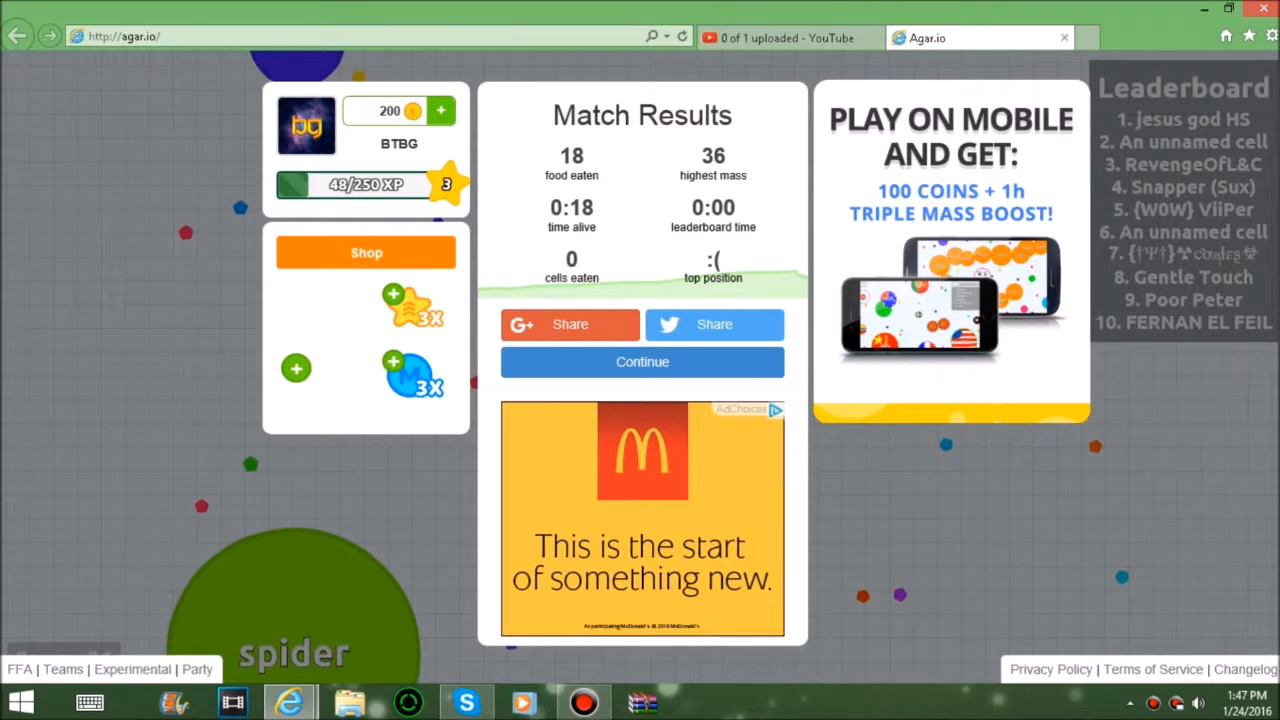 http://agar.io/
0 of 1 uploaded - YouTube
Agar.io
200
BTBG
48/250 XP
3
Shop
3X
3X
Match Results
18
food eaten
36
highest mass
0:18
time alive
0:00
leaderboard time
0
cells eaten
:(
top position
G+ Share
Share
Continue
AdChoices
This is the start
of something new.
At participating McDonald's. © 2016 McDonald's
PLAY ON MOBILE
AND GET:
100 COINS + 1h
TRIPLE MASS BOOST!
Leaderboard
1. jesus god HS
2. An unnamed cell
3. RevengeOfL&C
4. Snapper (Sux)
5. {W0W} ViiPer
6. An unnamed cell
8. Gentle Touch
9. Poor Peter
10. FERNAN EL FEIL
spider
FFA | Teams | Experimental | Party
Privacy Policy | Terms of Service | Changelog
1:47 PM
1/24/2016